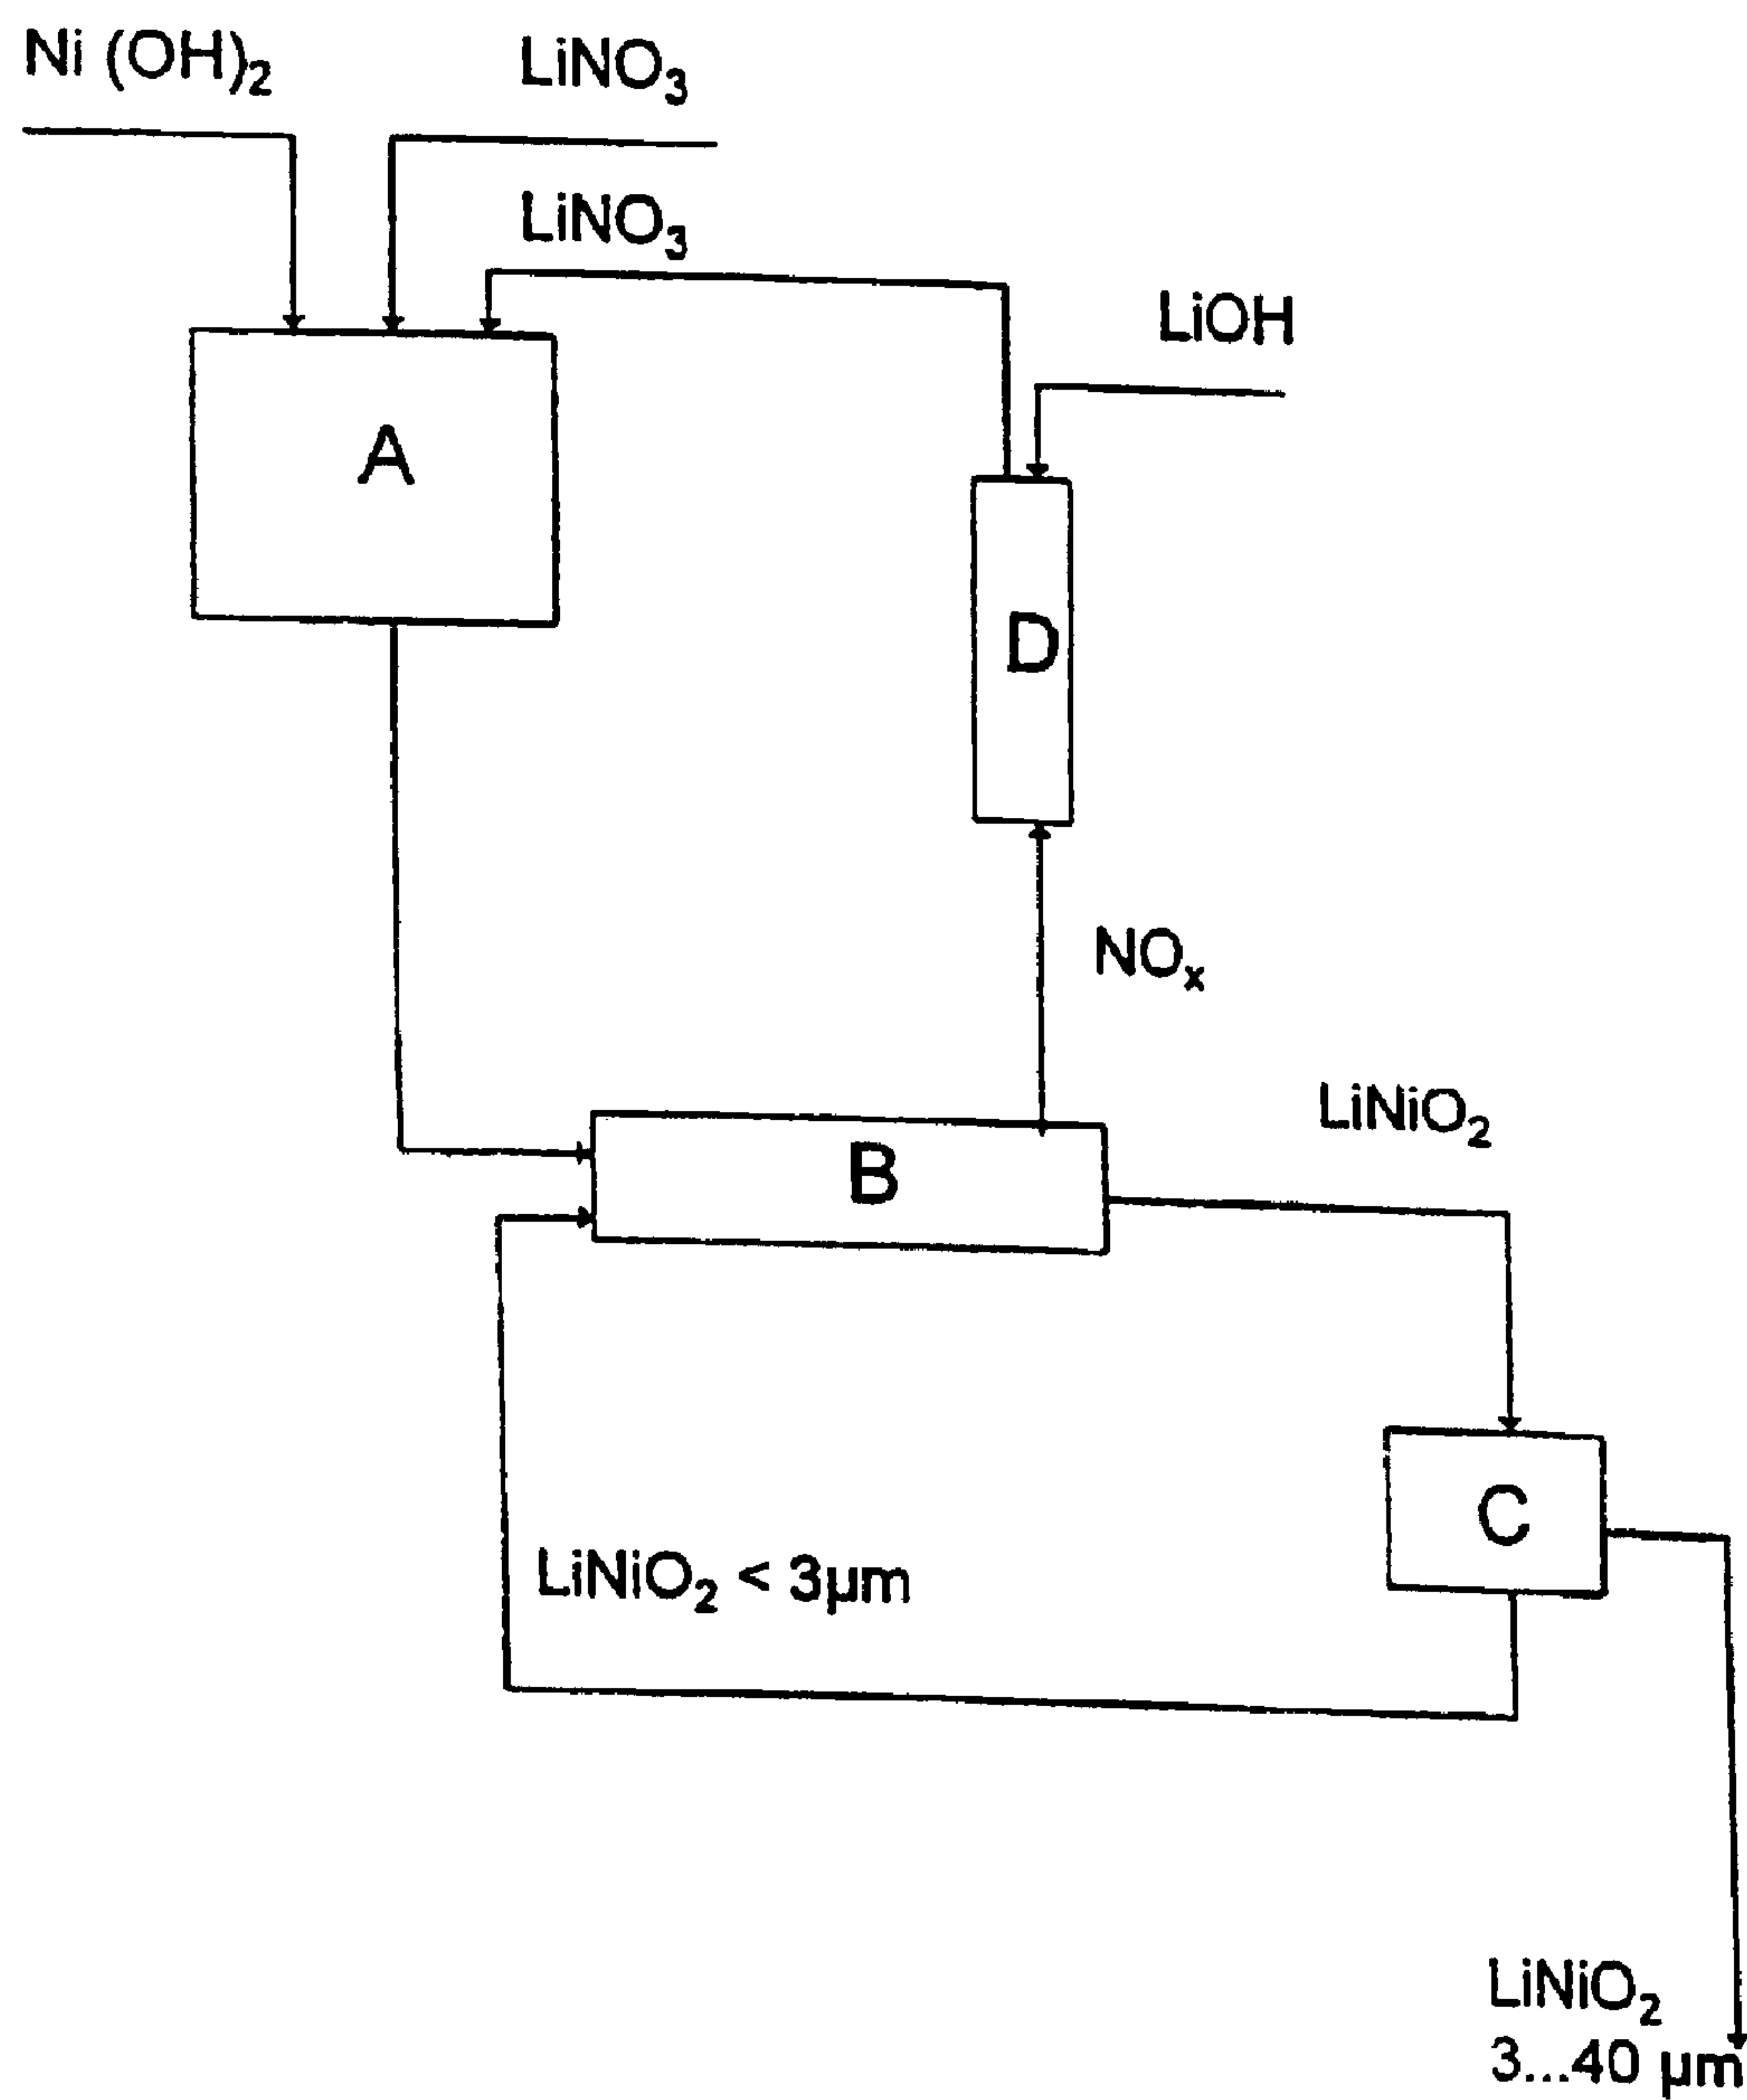 Ni (OH)₂
LiNO₃
LiNO₃
LiOH
A
D
NOₓ
LiNiO₂
B
C
LiNiO₂ < 3µm
LiNiO₂
3...40 µm